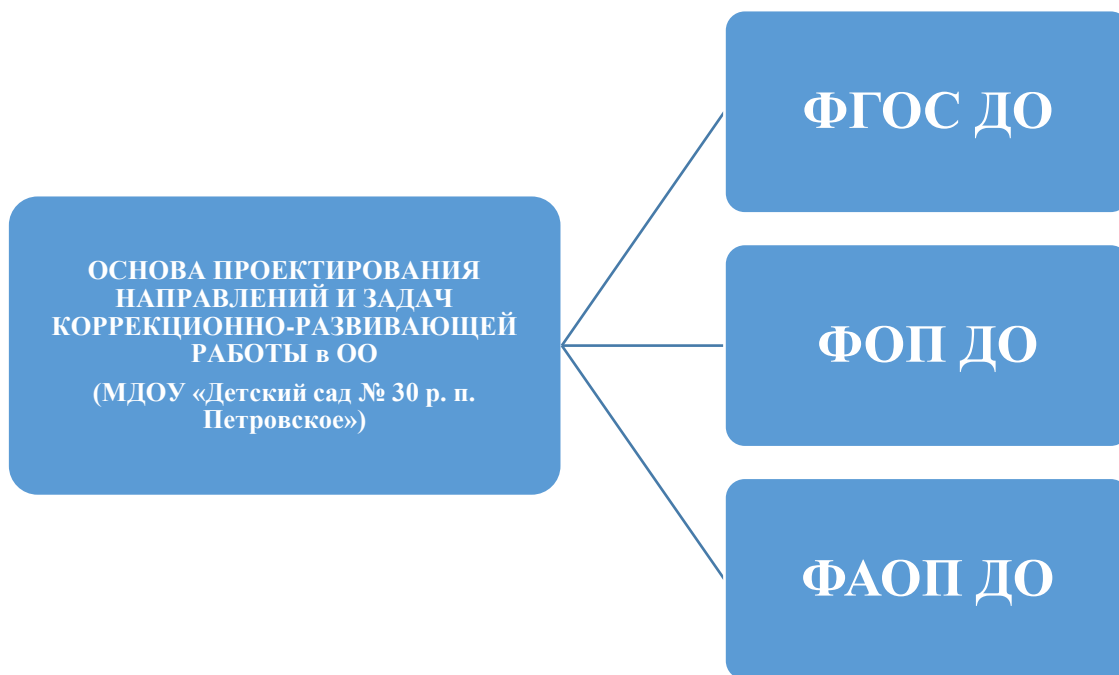 ОСНОВА ПРОЕКТИРОВАНИЯ
НАПРАВЛЕНИЙ И ЗАДАЧ
КОРРЕКЦИОННО-РАЗВИВАЮЩЕЙ
РАБОТЫ в ОО
(МДОУ «Детский сад № 30 р. п.
Петровское»)
ФГОС ДО
ФОП ДО
ФАОП ДО